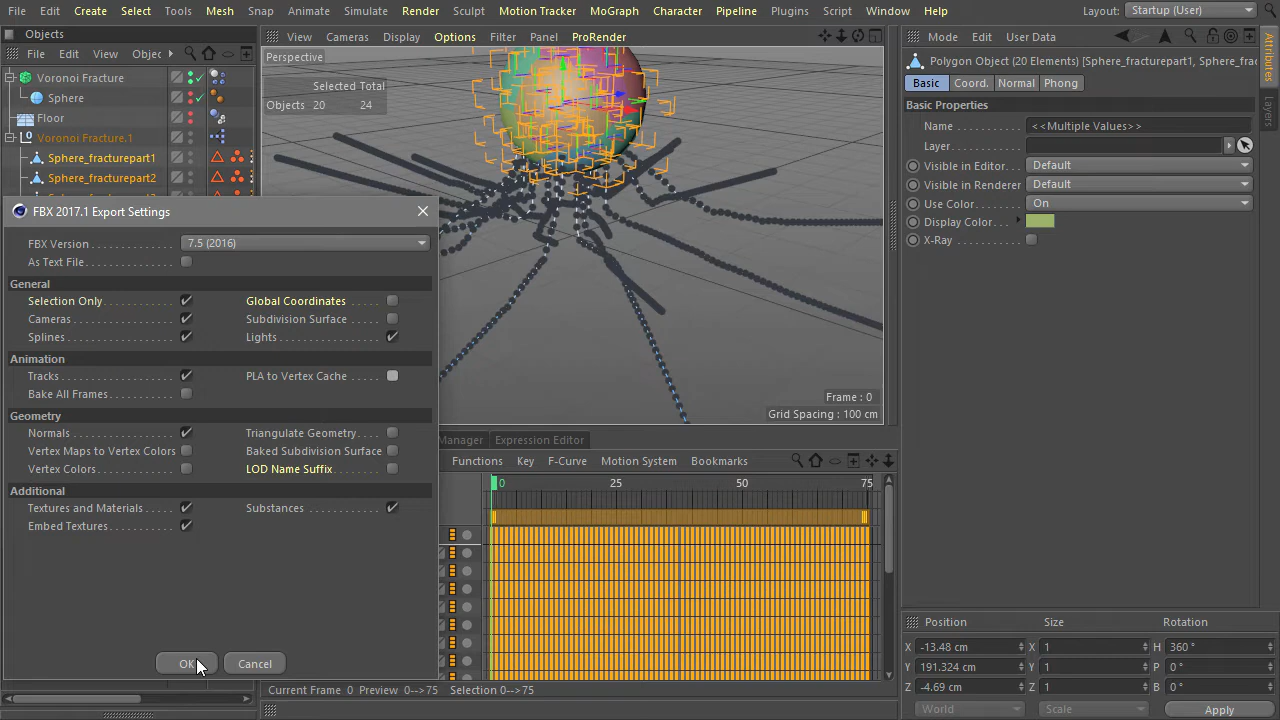 File Edit Create Select Tools Mesh Snap Animate Simulate Render Sculpt Motion Tracker MoGraph Character Pipeline Plugins Script Window Help Layout: Startup (User)
Objects
File Edit View Objec
Voronoi Fracture
Sphere
Floor
Voronoi Fracture.1
Sphere_fracturepart1
Sphere_fracturepart2
View Cameras Display Options Filter Panel ProRender
Perspective
Selected Total
Objects 20 24
Frame : 0
Grid Spacing : 100 cm
FBX 2017.1 Export Settings
FBX Version 7.5 (2016)
As Text File
General
Selection Only Global Coordinates
Cameras Subdivision Surface
Splines Lights
Animation
Tracks PLA to Vertex Cache
Bake All Frames
Geometry
Normals Triangulate Geometry
Vertex Maps to Vertex Colors Baked Subdivision Surface
Vertex Colors LOD Name Suffix
Additional
Textures and Materials Substances
Embed Textures
OK Cancel
Manager Expression Editor
Functions Key F-Curve Motion System Bookmarks
0 25 50 75
Current Frame 0 Preview 0-->75 Selection 0-->75
Mode Edit User Data
Polygon Object (20 Elements) [Sphere_fracturepart1, Sphere_frac
Basic Coord. Normal Phong
Basic Properties
Name <<Multiple Values>>
Layer
Visible in Editor Default
Visible in Renderer Default
Use Color On
Display Color
X-Ray
Attributes
Layers
Position Size Rotation
X -13.48 cm X 1 H 360 °
Y 191.324 cm Y 1 P 0 °
Z -4.69 cm Z 1 B 0 °
World Scale Apply